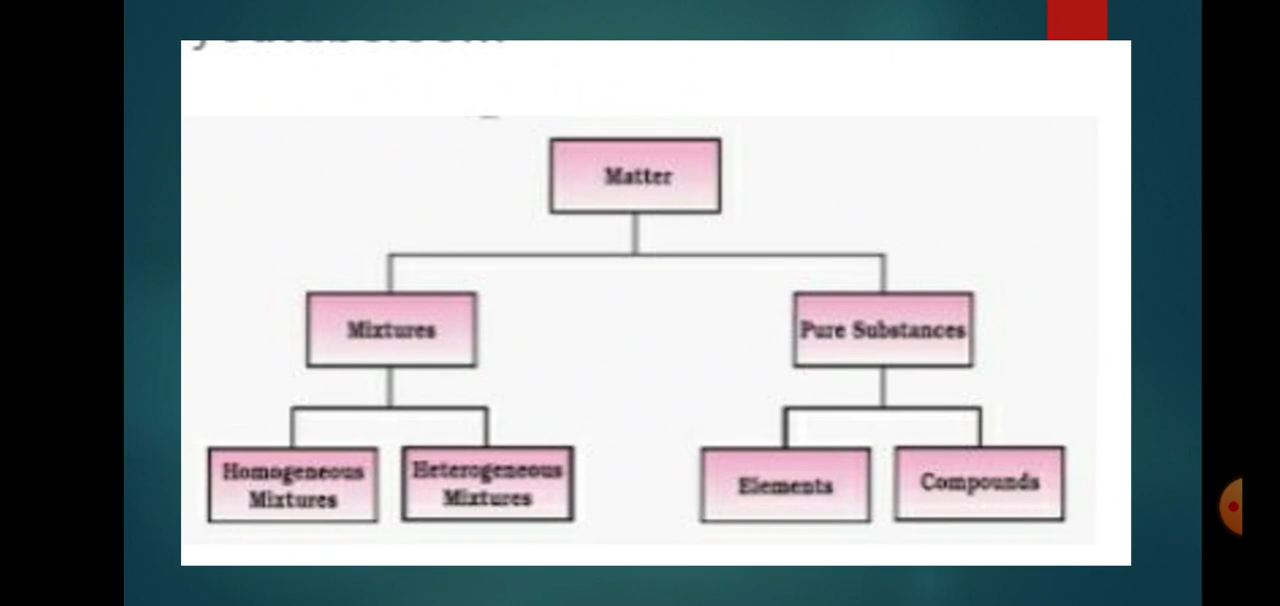 Matter
Mixtures
Pure Substances
Homogeneous
Mixtures
Heterogeneous
Mixtures
Elements
Compounds